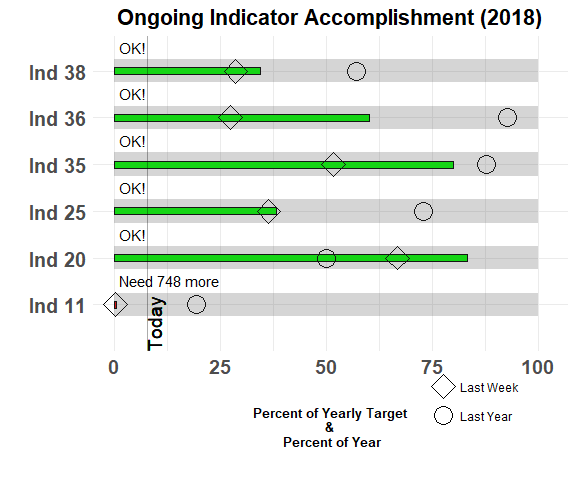 Ongoing Indicator Accomplishment (2018)
OK!
Ind 38
OK!
Ind 36
OK!
Ind 35
OK!
Ind 25
OK!
Ind 20
Need 748 more
Ind 11
Today
0 25 50 75 100
Last Week
Last Year
Percent of Yearly Target
&
Percent of Year